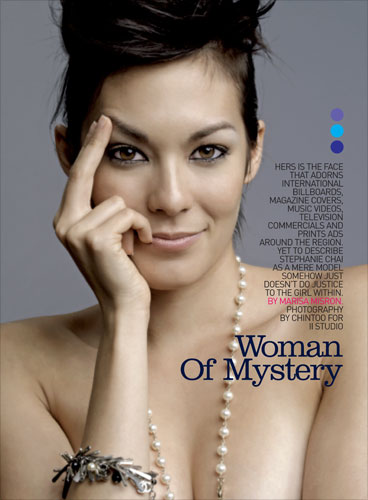 HERS IS THE FACE
THAT ADORNS
INTERNATIONAL
BILLBOARDS,
MAGAZINE COVERS,
MUSIC VIDEOS,
TELEVISION
COMMERCIALS AND
PRINTS ADS
AROUND THE REGION.
YET TO DESCRIBE
STEPHANIE CHAI
AS A MERE MODEL
SOMEHOW JUST
DOESN'T DO JUSTICE
TO THE GIRL WITHIN.
BY MARISA MISRON.
PHOTOGRAPHY
BY CHINTOO FOR
II STUDIO
Woman
Of Mystery